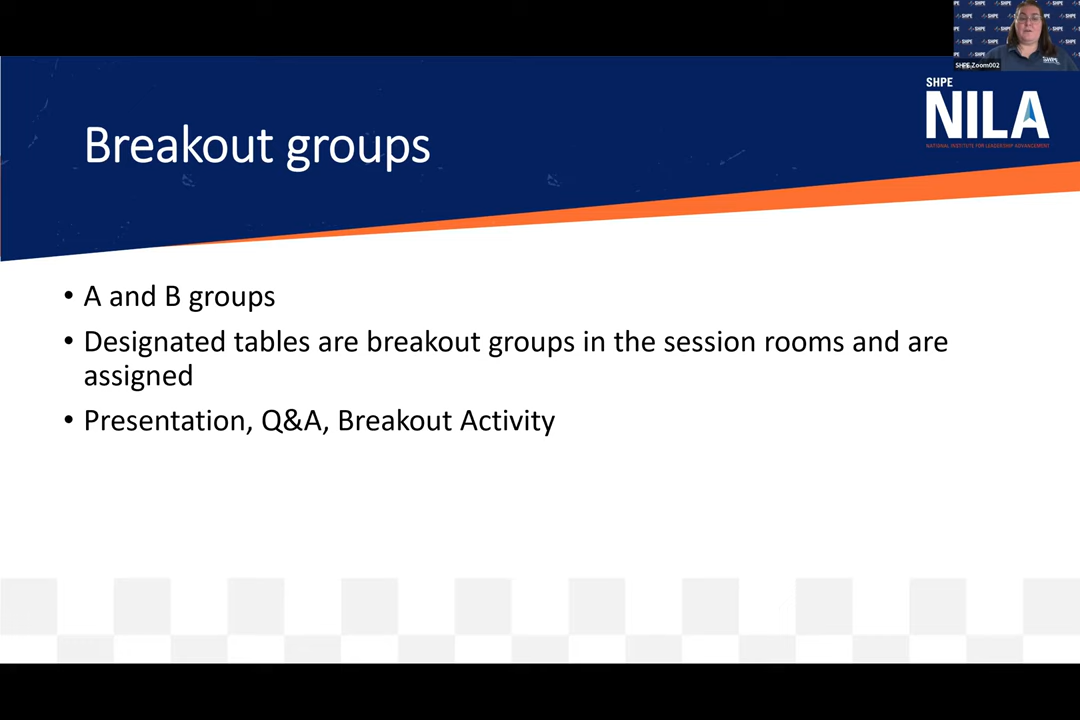 SHPE Zoom002
SHPE
NILA
NATIONAL INSTITUTE FOR LEADERSHIP ADVANCEMENT
Breakout groups
• A and B groups
• Designated tables are breakout groups in the session rooms and are
assigned
• Presentation, Q&A, Breakout Activity